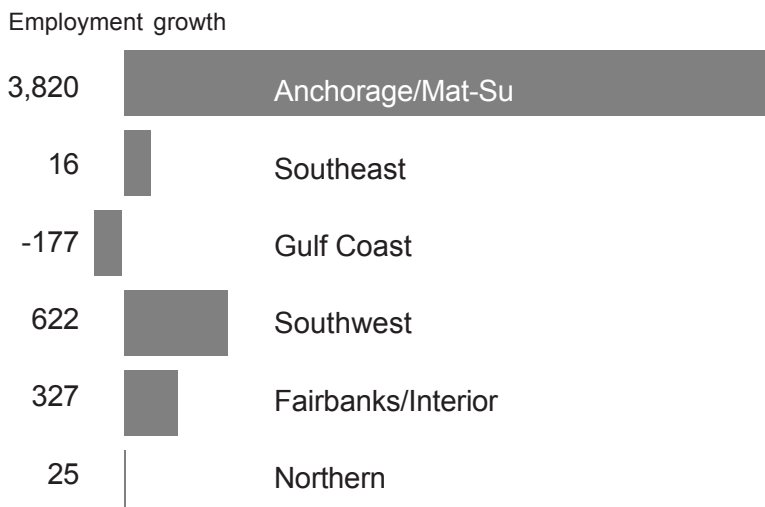 Employment growth
3,820 Anchorage/Mat-Su
16 Southeast
-177 Gulf Coast
622 Southwest
327 Fairbanks/Interior
25 Northern